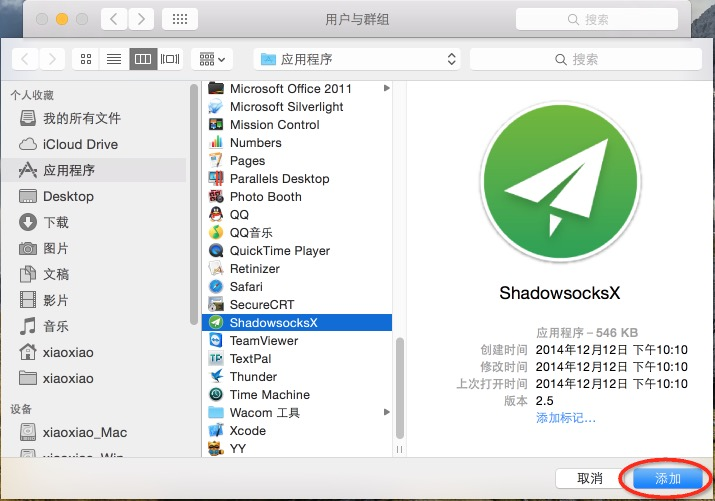 用户与群组
搜索
应用程序
搜索
个人收藏
我的所有文件
iCloud Drive
应用程序
Desktop
下载
图片
文稿
影片
音乐
xiaoxiao
xiaoxiao
设备
xiaoxiao_Mac
xiaoxiao_Win
Microsoft Office 2011
Microsoft Silverlight
Mission Control
Numbers
Pages
Parallels Desktop
Photo Booth
QQ
QQ音乐
QuickTime Player
Retinizer
Safari
SecureCRT
ShadowsocksX
TeamViewer
TextPal
Thunder
Time Machine
Wacom 工具
Xcode
YY
ShadowsocksX
应用程序 – 546 KB
创建时间 2014年12月12日 下午10:10
修改时间 2014年12月12日 下午10:10
上次打开时间 2014年12月12日 下午10:10
版本 2.5
添加标记…
取消
添加